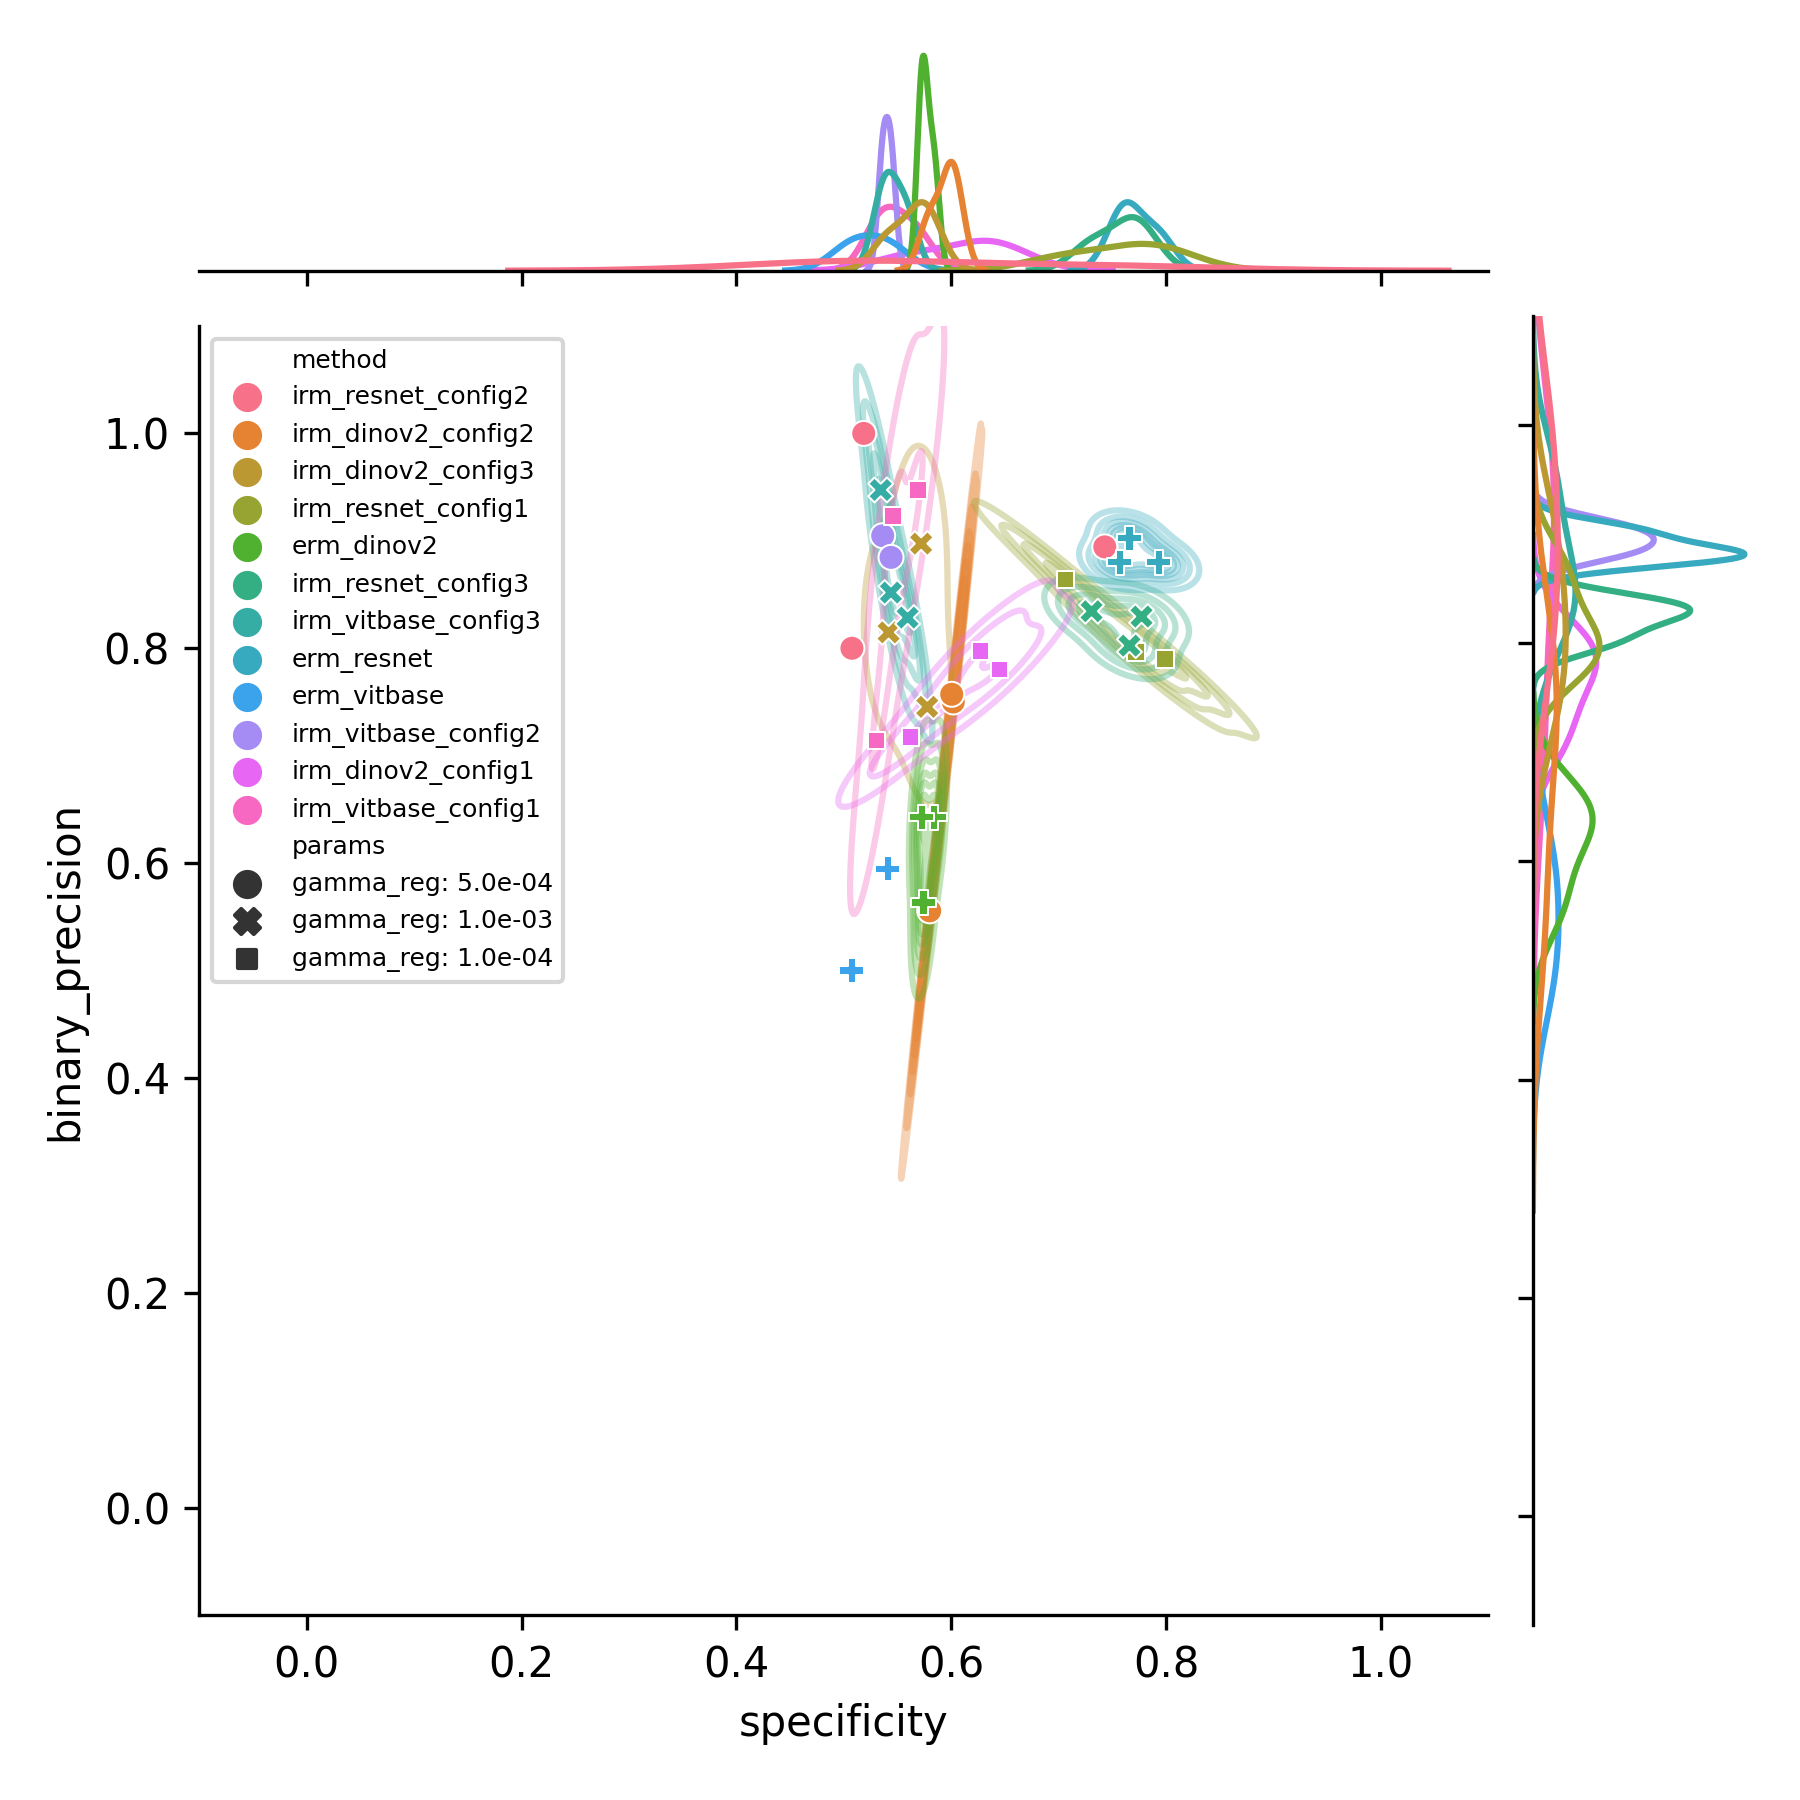 method
irm_resnet_config2
irm_dinov2_config2
irm_dinov2_config3
irm_resnet_config1
erm_dinov2
irm_resnet_config3
irm_vitbase_config3
erm_resnet
erm_vitbase
irm_vitbase_config2
irm_dinov2_config1
irm_vitbase_config1
params
gamma_reg: 5.0e-04
gamma_reg: 1.0e-03
gamma_reg: 1.0e-04
1.0
0.8
0.6
0.4
0.2
0.0
binary_precision
0.0
0.2
0.4
0.6
0.8
1.0
specificity